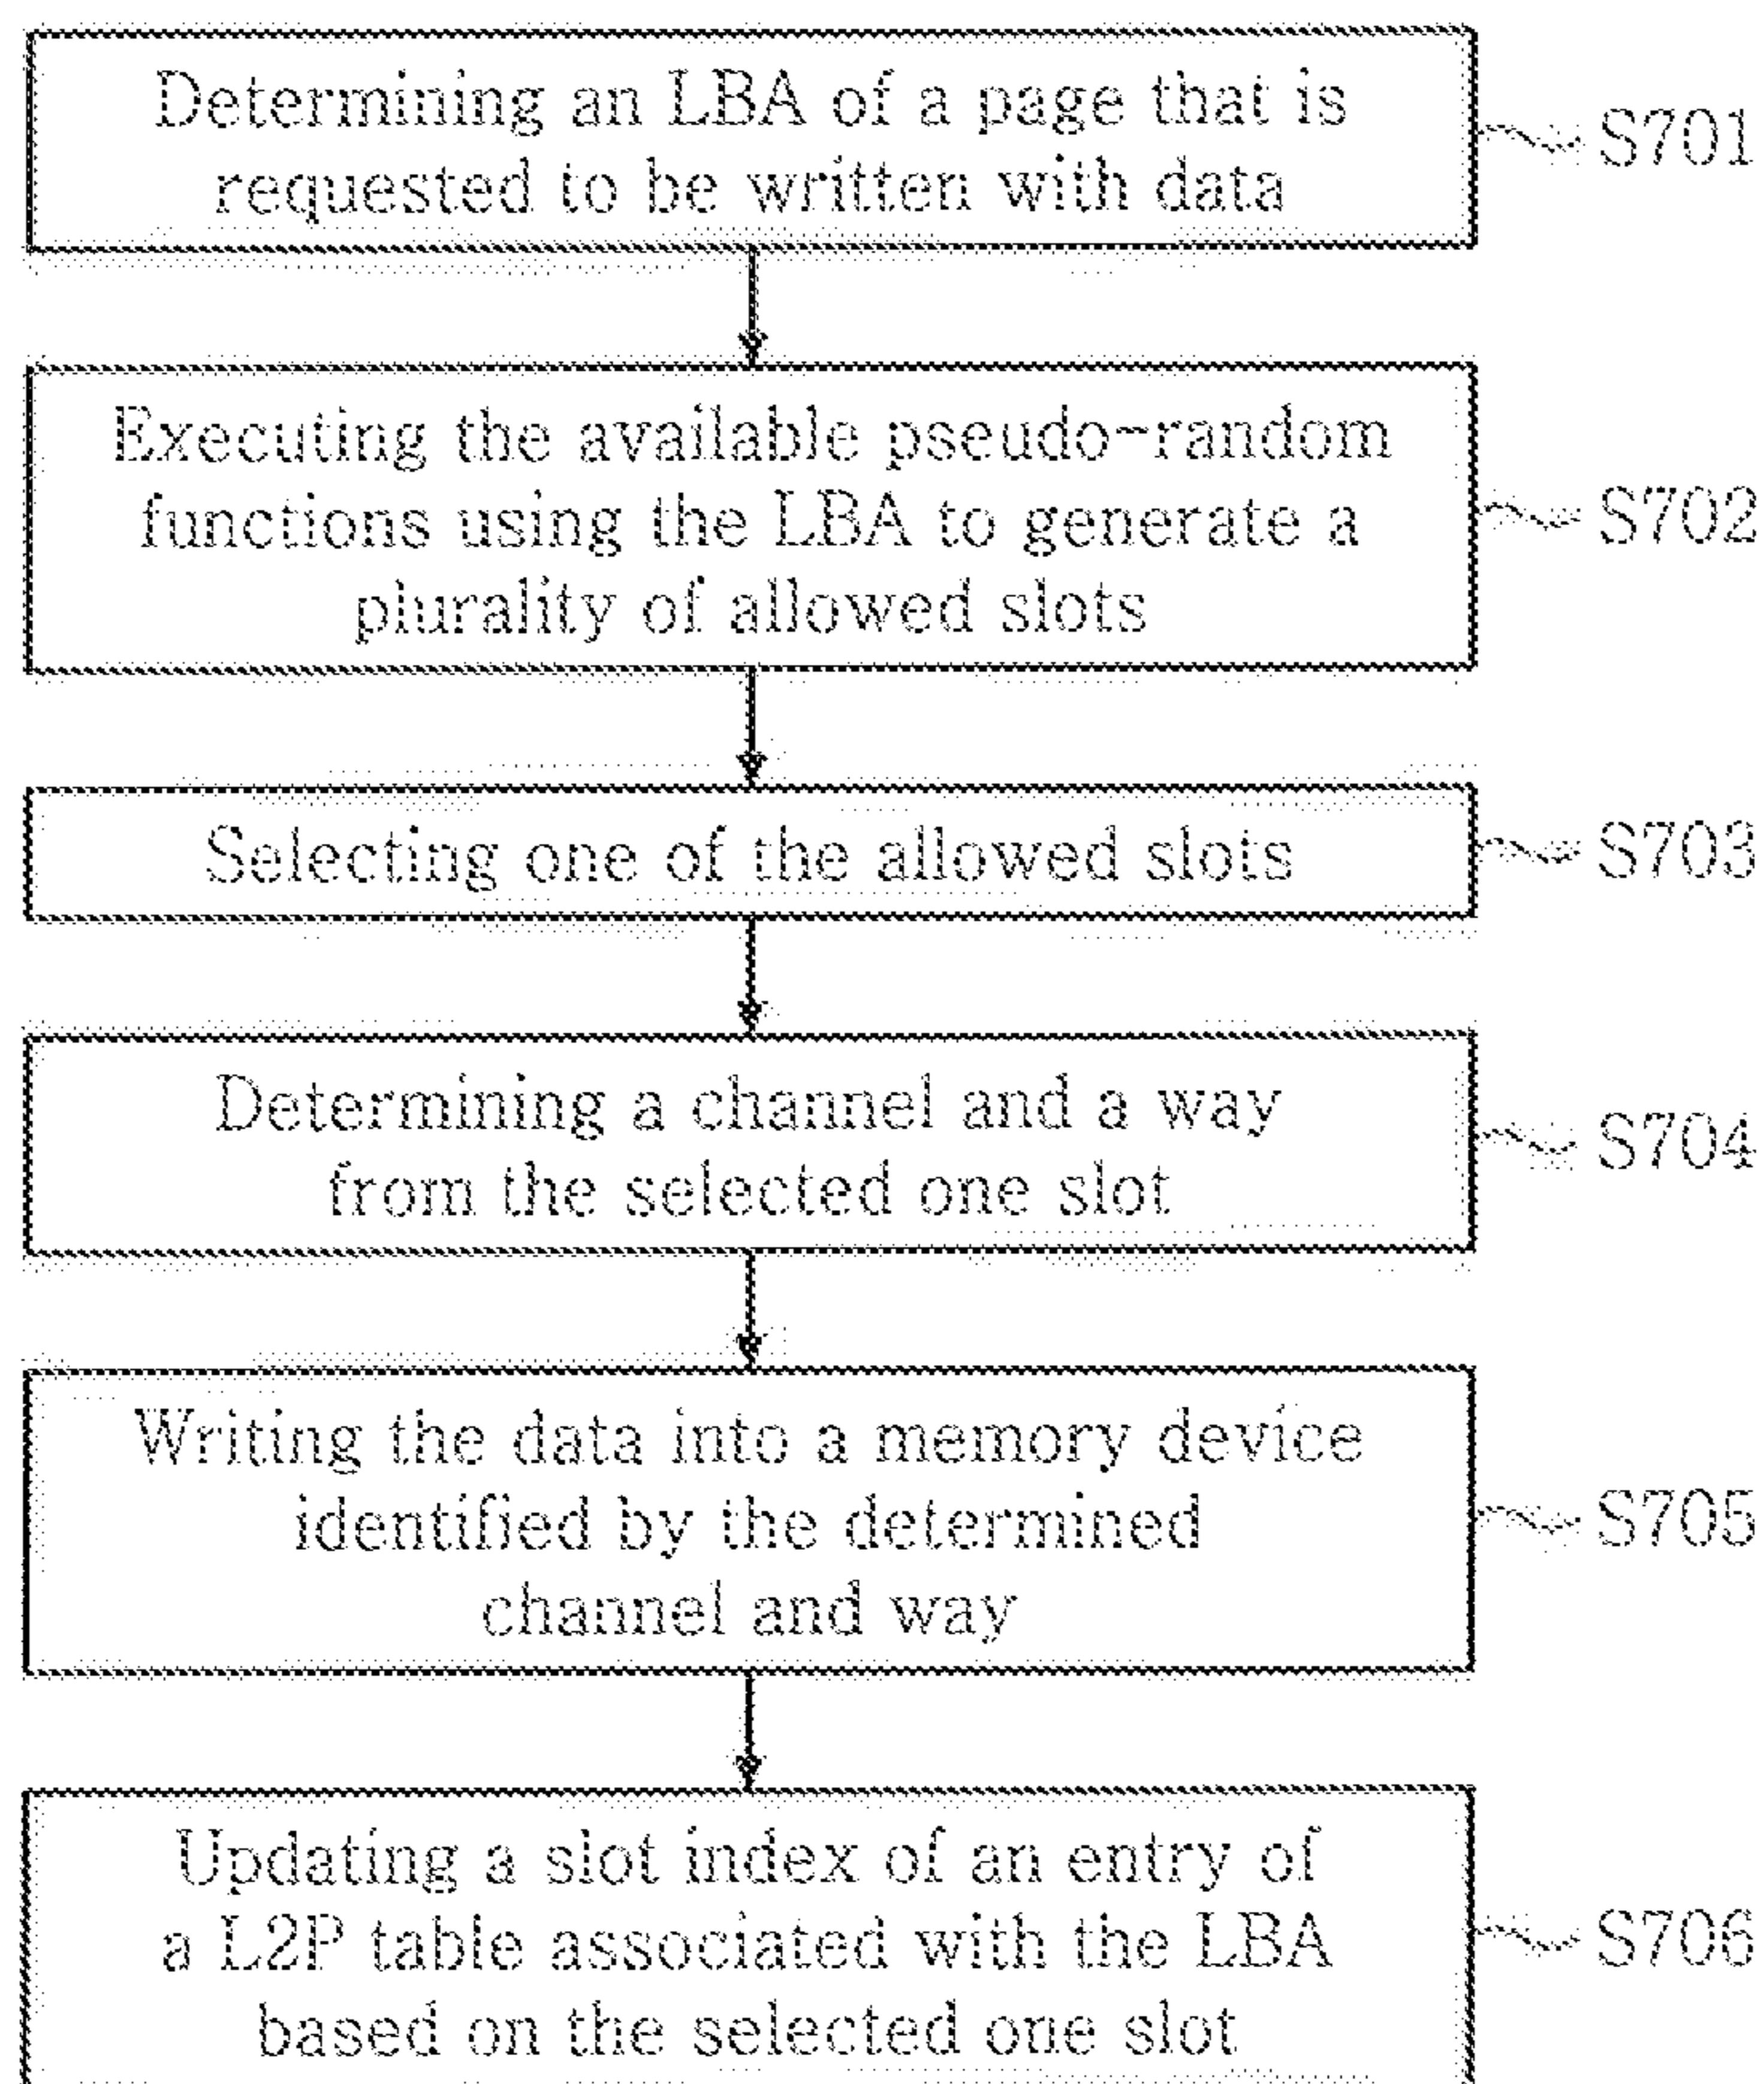 Determining an LBA of a page that is
requested to be written with data
S701
Executing the available pseudo-random
functions using the LBA to generate a
plurality of allowed slots
S702
Selecting one of the allowed slots
S703
Determining a channel and a way
from the selected one slot
S704
Writing the data into a memory device
identified by the determined
channel and way
S705
Updating a slot index of an entry of
a L2P table associated with the LBA
based on the selected one slot
S706